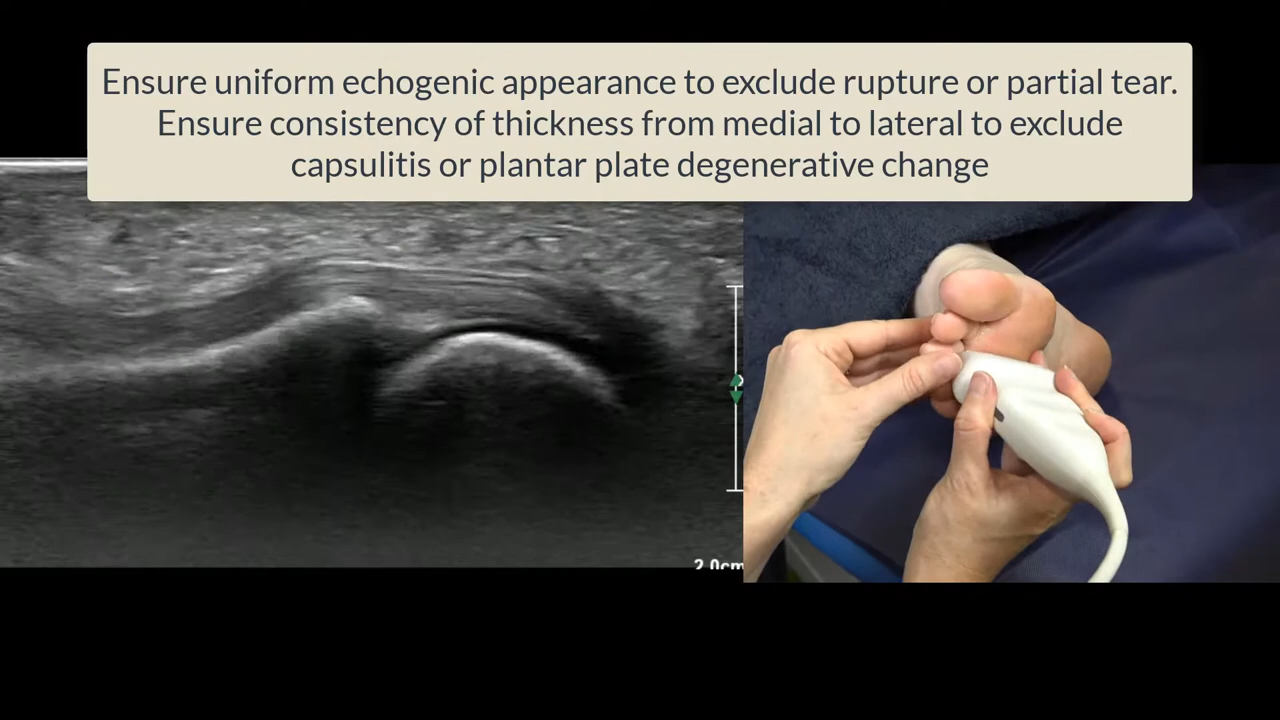 Ensure uniform echogenic appearance to exclude rupture or partial tear.
Ensure consistency of thickness from medial to lateral to exclude
capsulitis or plantar plate degenerative change
2.0cm